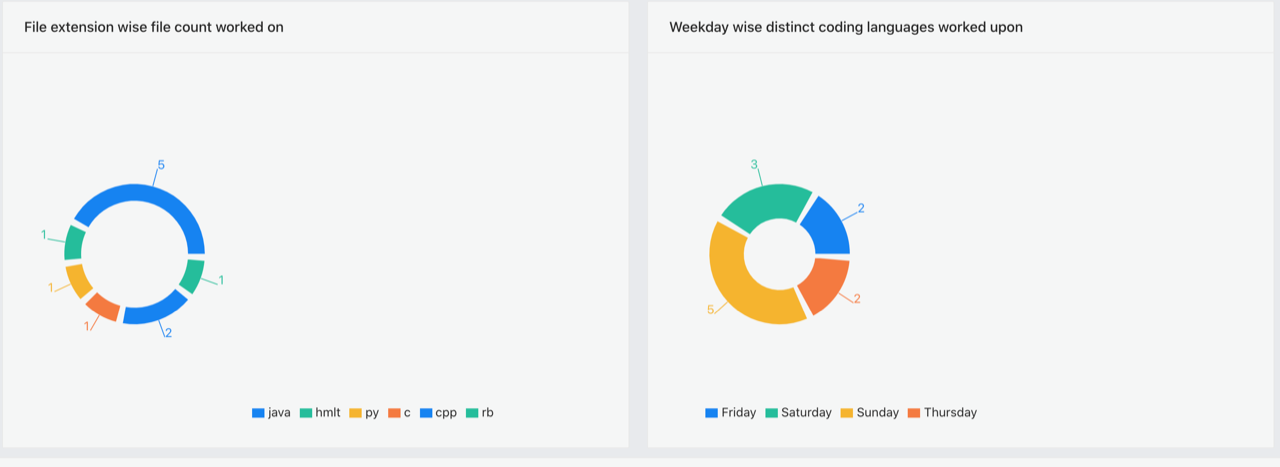 File extension wise file count worked on
5
1
1
1
1
2
java hmlt py c cpp rb
Weekday wise distinct coding languages worked upon
3
2
5
2
Friday Saturday Sunday Thursday